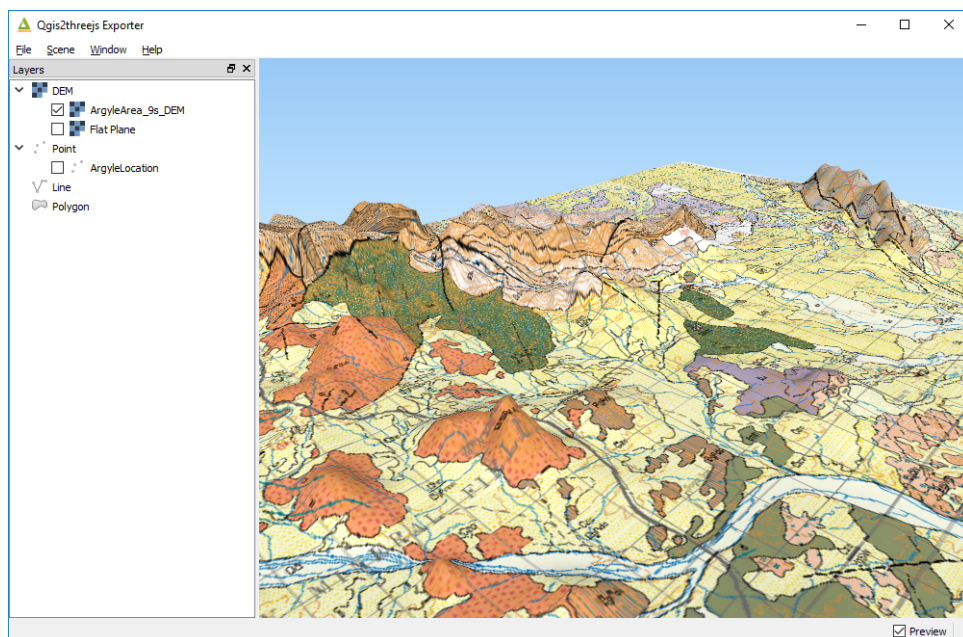 Qgis2threejs Exporter
File Scene Window Help
Layers
DEM
ArgyleArea_9s_DEM
Flat Plane
Point
ArgyleLocation
Line
Polygon
Preview